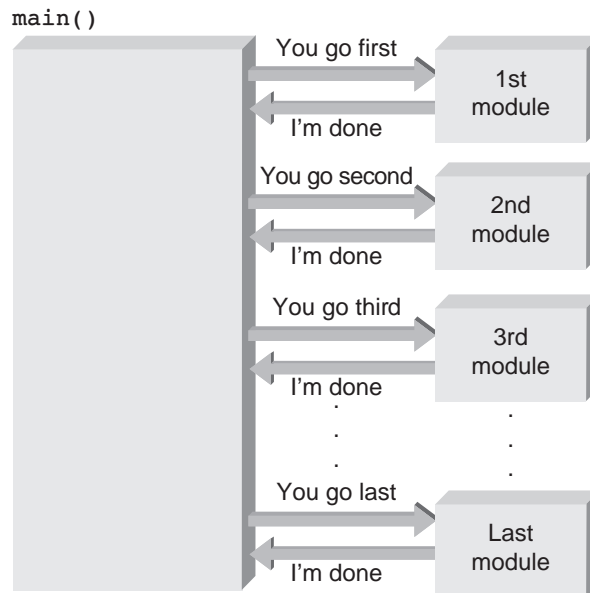 main()
You go first
1st
module
I'm done
You go second
2nd
module
I'm done
You go third
3rd
module
I'm done
.
.
.
.
.
.
You go last
Last
module
I'm done